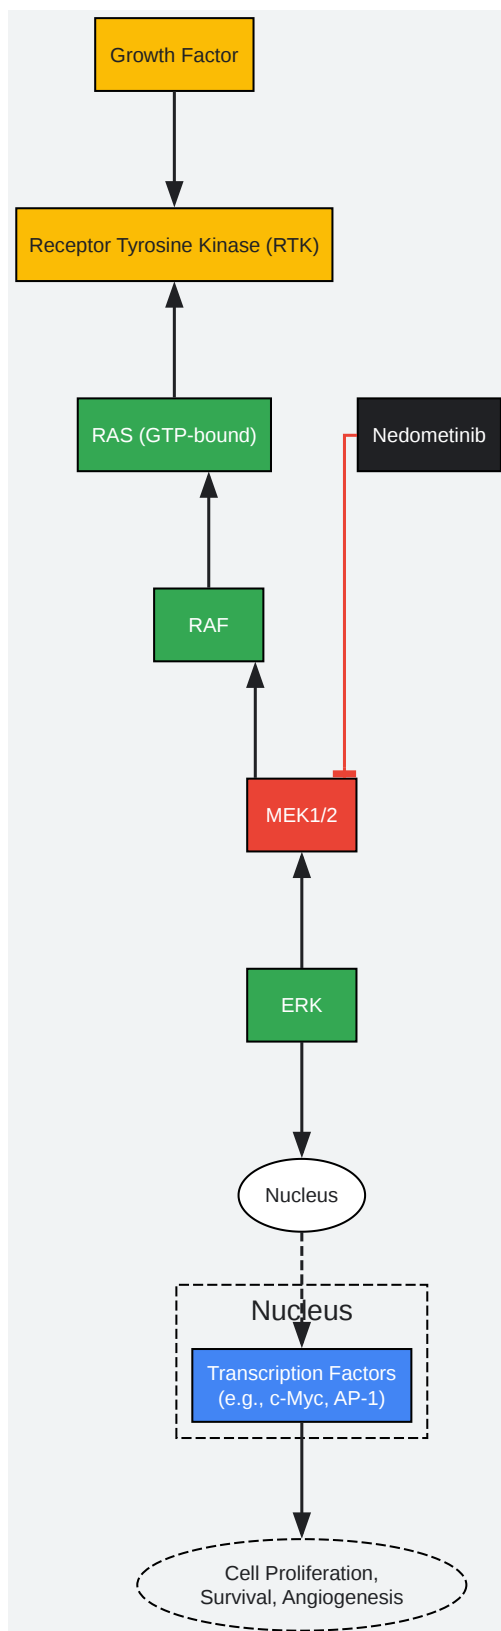 Growth Factor
Receptor Tyrosine Kinase (RTK)
RAS (GTP-bound)
Nedometinib
RAF
MEK1/2
ERK
Nucleus
Nucleus
Transcription Factors
(e.g., c-Myc, AP-1)
Cell Proliferation,
Survival, Angiogenesis